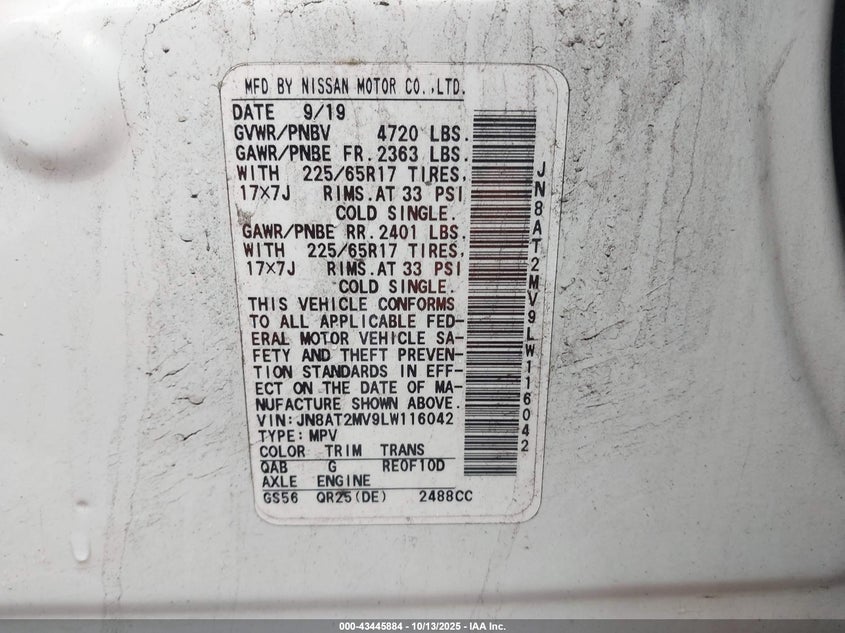 MFD BY NISSAN MOTOR CO.,LTD.
DATE 9/19
GVWR/PNBV 4720 LBS.
GAWR/PNBE FR.2363 LBS.
WITH 225/65R17 TIRES,
17×7J RIMS.AT 33 PSI
COLD SINGLE.
GAWR/PNBE RR.2401 LBS.
WITH 225/65R17 TIRES,
17×7J RIMS.AT 33 PSI
COLD SINGLE.
THIS VEHICLE CONFORMS
TO ALL APPLICABLE FED-
ERAL MOTOR VEHICLE SA-
FETY AND THEFT PREVEN-
TION STANDARDS IN EFF-
ECT ON THE DATE OF MA-
NUFACTURE SHOWN ABOVE.
VIN:JN8AT2MV9LW116042
TYPE:MPV
COLOR TRIM TRANS
QAB G RE0F10D
AXLE ENGINE
GS56 QR25(DE) 2488CC
JN8AT2MV9LW116042
000-43445884 - 10/13/2025 - IAA Inc.